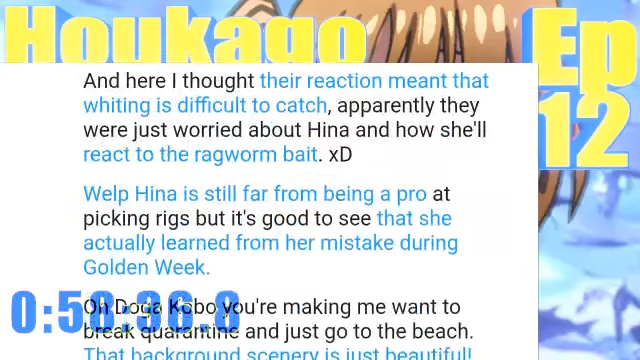 Houkago
Ep
12
And here I thought their reaction meant that
whiting is difficult to catch, apparently they
were just worried about Hina and how she'll
react to the ragworm bait. xD
Welp Hina is still far from being a pro at
picking rigs but it's good to see that she
actually learned from her mistake during
Golden Week.
Oh Doga Kobo you're making me want to
break quarantine and just go to the beach.
That background scenery is just beautiful!
0:58:36.8